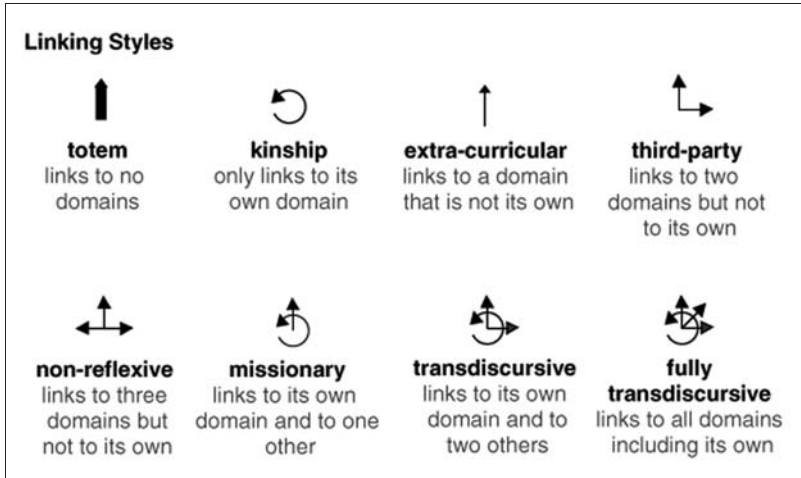 Linking Styles
totem
links to no
domains
kinship
only links to its
own domain
extra-curricular
links to a domain
that is not its own
third-party
links to two
domains but not
to its own
non-reflexive
links to three
domains but
not to its own
missionary
links to its own
domain and to one
other
transdiscursive
links to its own
domain and to
two others
fully
transdiscursive
links to all domains
including its own